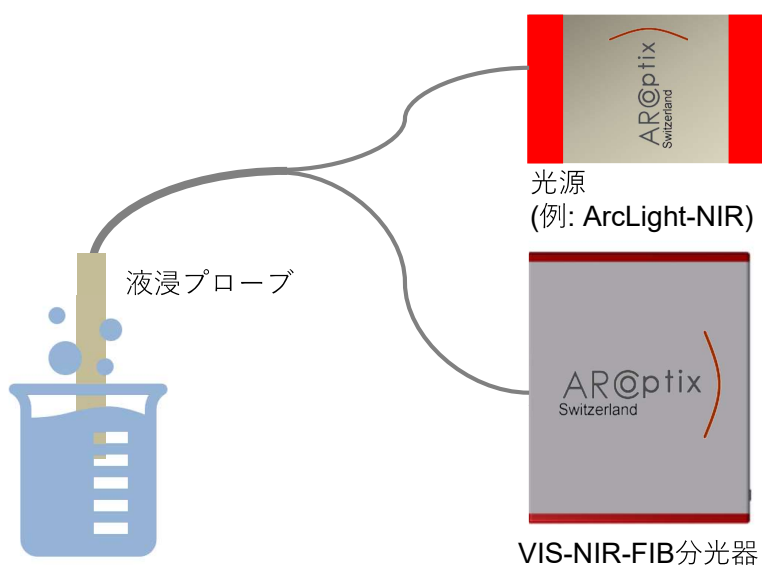 ARCoptix
Switzerland
光源
(例: ArcLight-NIR)
液浸プローブ
ARCoptix
Switzerland
VIS-NIR-FIB分光器